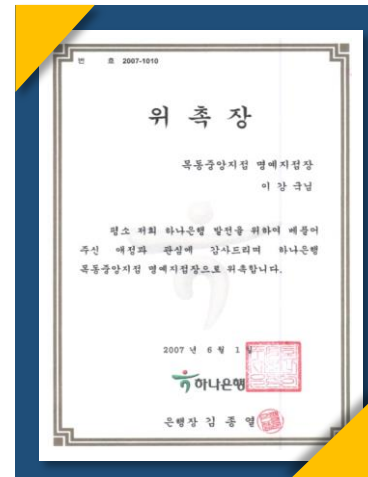 번 호 2007-1010
위 촉 장
목동중앙지점 명예지점장
이 강 국님
평소 저희 하나은행 발전을 위하여 베풀어
주신 애정과 관심에 감사드리며 하나은행
목동중앙지점 명예지점장으로 위촉합니다.
2007 년 6 월 1
하나은행
은행장 김 종 열